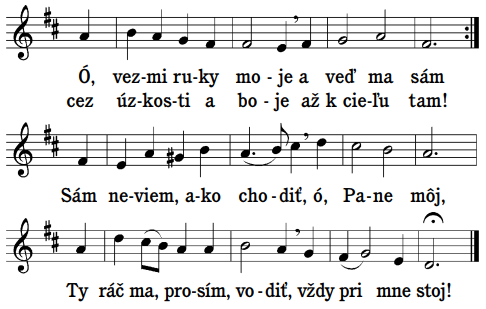 Ó, vez-mi ru-ky mo-je a veď ma sám
cez úz-kos-ti a bo-je až k cie-ľu tam!
Sám ne-viem, a-ko cho-diť, ó, Pa-ne môj,
Ty ráč ma, pro-sím, vo-diť, vždy pri mne stoj!